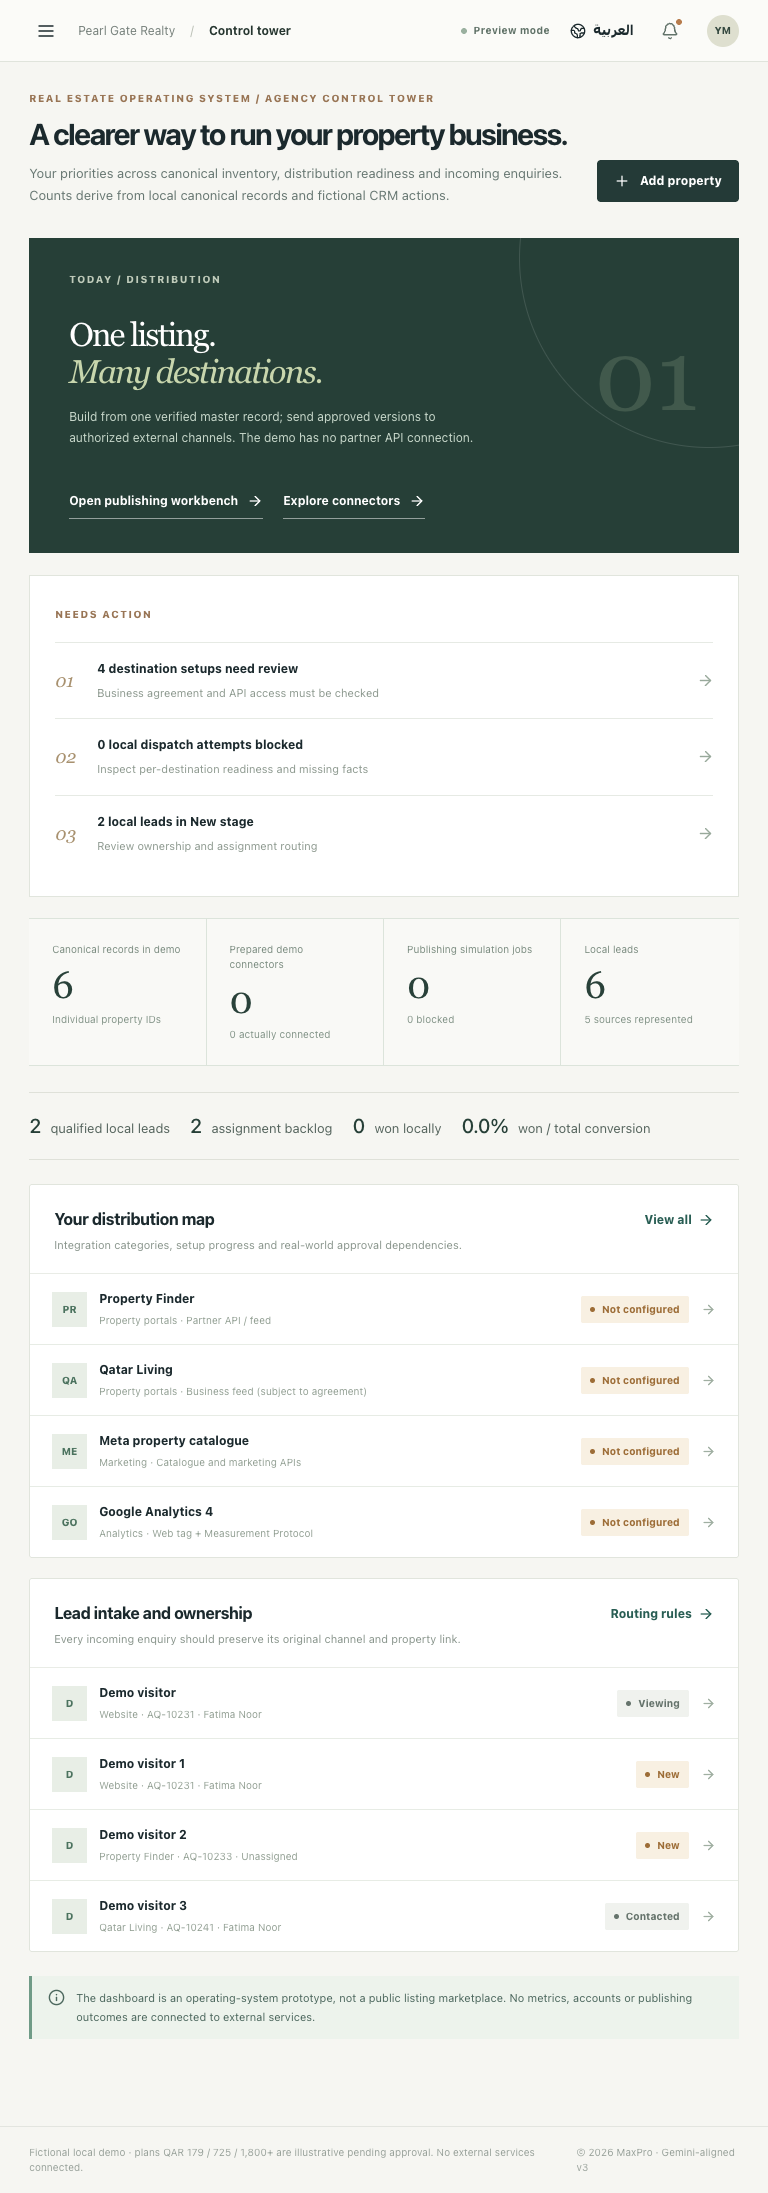 Pearl Gate Realty / Control tower
Preview mode
العربية
YM
REAL ESTATE OPERATING SYSTEM / AGENCY CONTROL TOWER
A clearer way to run your property business.
Your priorities across canonical inventory, distribution readiness and incoming enquiries.
Counts derive from local canonical records and fictional CRM actions.
Add property
TODAY / DISTRIBUTION
One listing.
Many destinations.
01
Build from one verified master record; send approved versions to
authorized external channels. The demo has no partner API connection.
Open publishing workbench
Explore connectors
NEEDS ACTION
01
4 destination setups need review
Business agreement and API access must be checked
02
0 local dispatch attempts blocked
Inspect per-destination readiness and missing facts
03
2 local leads in New stage
Review ownership and assignment routing
Canonical records in demo
6
Individual property IDs
Prepared demo
connectors
0
0 actually connected
Publishing simulation jobs
0
0 blocked
Local leads
6
5 sources represented
2 qualified local leads
2 assignment backlog
0 won locally
0.0% won / total conversion
Your distribution map
View all
Integration categories, setup progress and real-world approval dependencies.
PR
Property Finder
Property portals · Partner API / feed
Not configured
QA
Qatar Living
Property portals · Business feed (subject to agreement)
Not configured
ME
Meta property catalogue
Marketing · Catalogue and marketing APIs
Not configured
GO
Google Analytics 4
Analytics · Web tag + Measurement Protocol
Not configured
Lead intake and ownership
Routing rules
Every incoming enquiry should preserve its original channel and property link.
D
Demo visitor
Website · AQ-10231 · Fatima Noor
Viewing
D
Demo visitor 1
Website · AQ-10231 · Fatima Noor
New
D
Demo visitor 2
Property Finder · AQ-10233 · Unassigned
New
D
Demo visitor 3
Qatar Living · AQ-10241 · Fatima Noor
Contacted
The dashboard is an operating-system prototype, not a public listing marketplace. No metrics, accounts or publishing
outcomes are connected to external services.
Fictional local demo · plans QAR 179 / 725 / 1,800+ are illustrative pending approval. No external services
connected.
© 2026 MaxPro · Gemini-aligned
v3